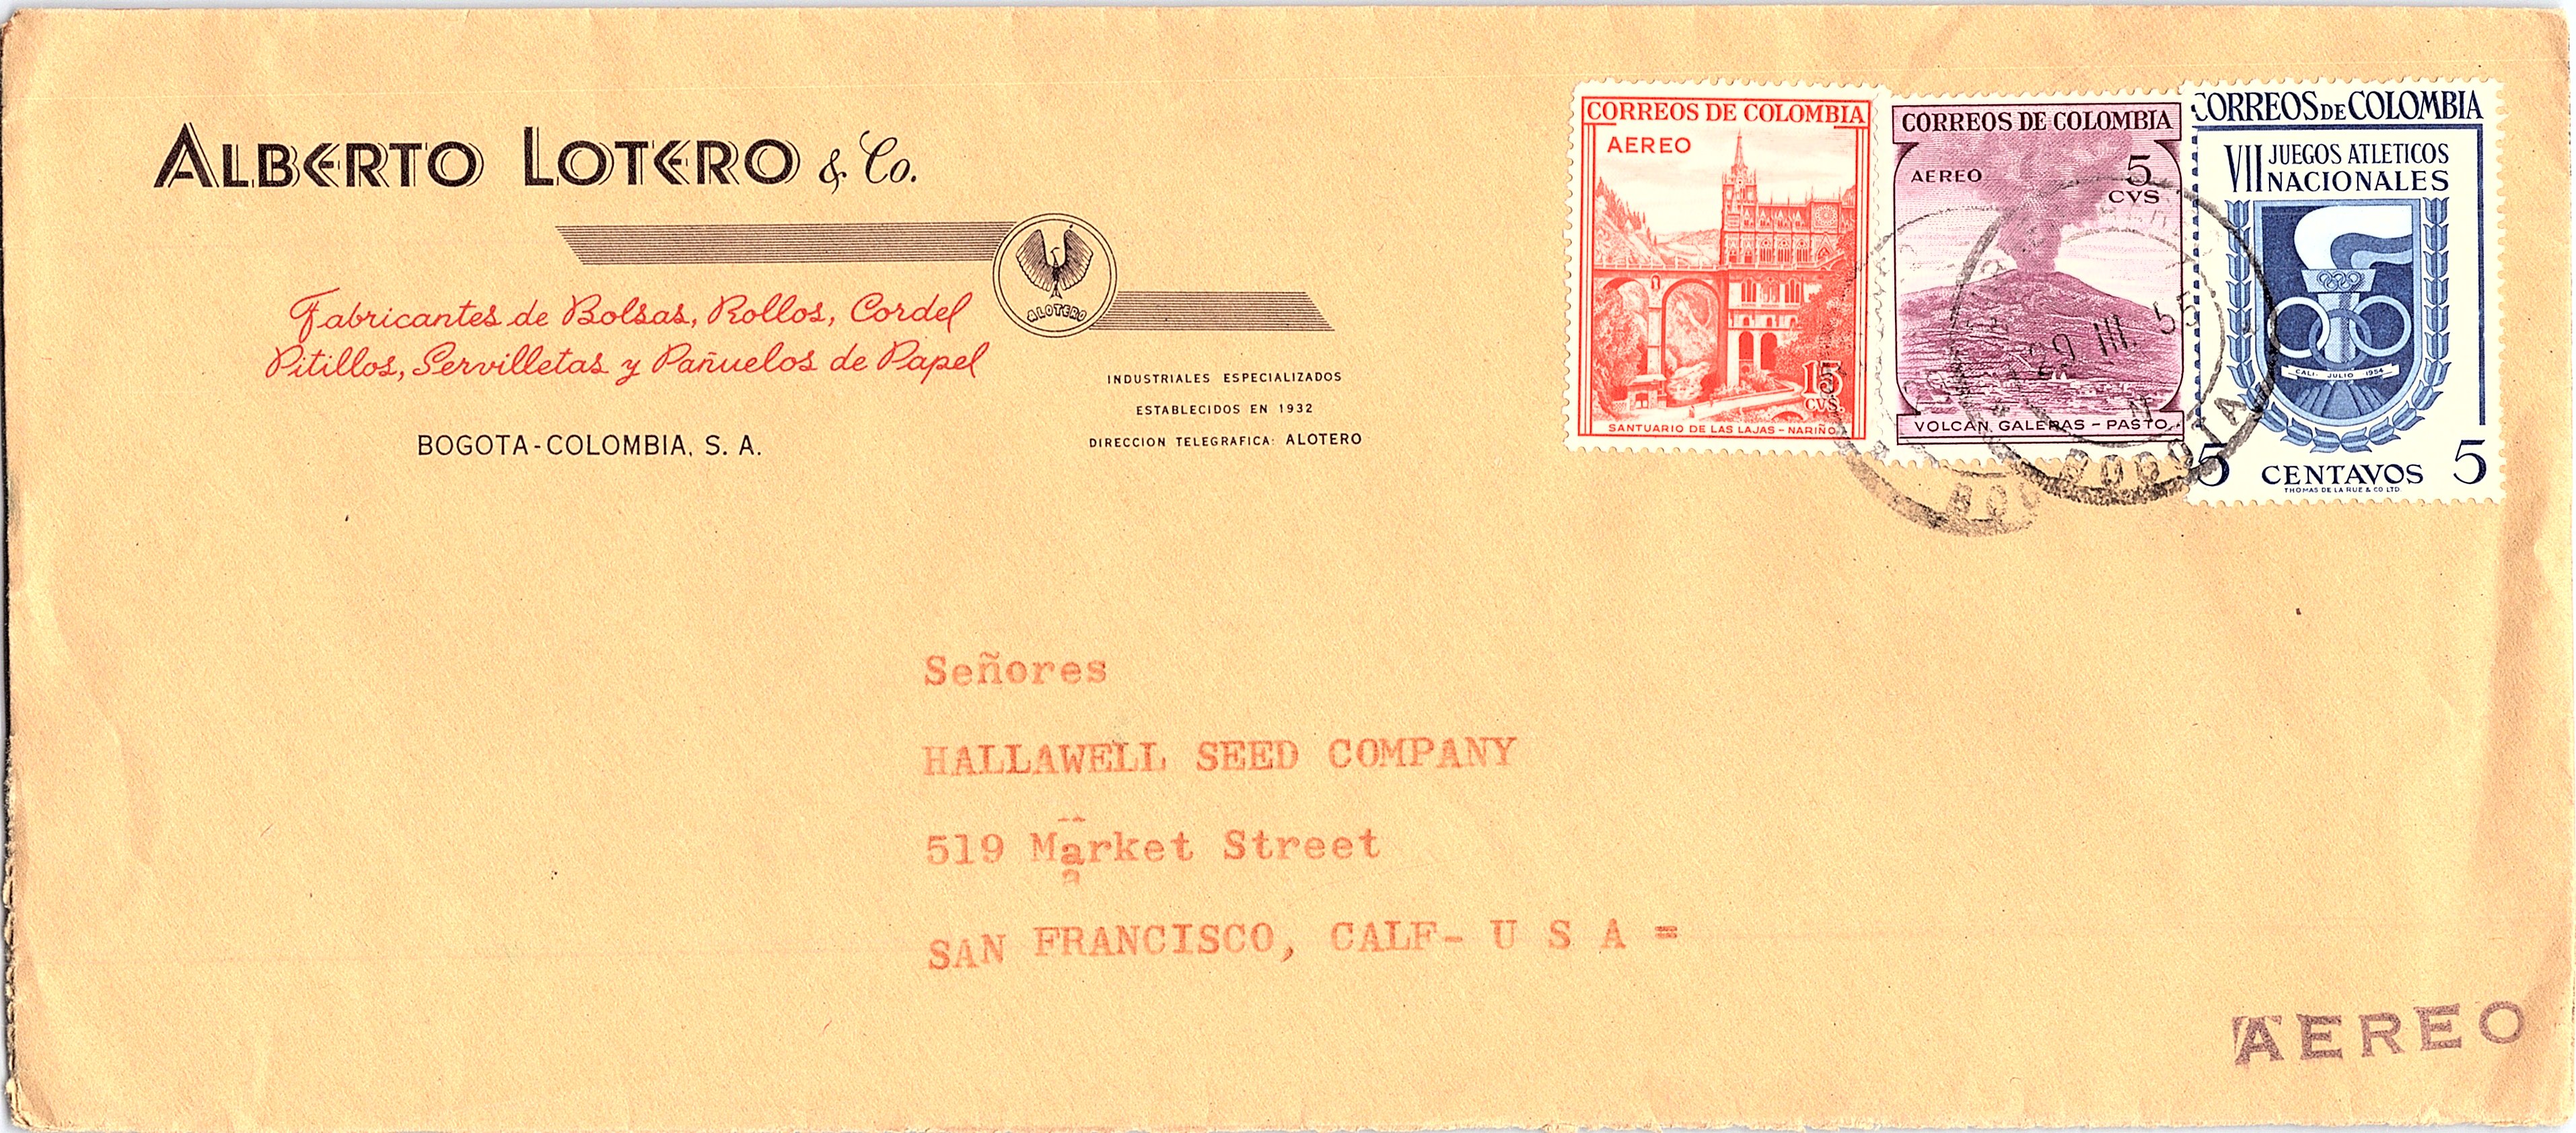 ALBERTO LOTERO & Co.
ALOTERO
Fabricantes de Bolsas, Rollos, Cordel
Pitillos, Servilletas y Pañuelos de Papel
BOGOTA-COLOMBIA, S. A.
INDUSTRIALES ESPECIALIZADOS
ESTABLECIDOS EN 1932
DIRECCION TELEGRAFICA: ALOTERO
CORREOS DE COLOMBIA
AEREO
15
CVS.
SANTUARIO DE LAS LAJAS - NARIÑO
CORREOS DE COLOMBIA
AEREO
5
CVS
VOLCAN GALERAS - PASTO
CORREOS DE COLOMBIA
VII JUEGOS ATLETICOS
NACIONALES
CALI - JULIO 1954
5 CENTAVOS 5
THOMAS DE LA RUE & CO LTD.
29 III.
BOGOTA
Señores
HALLAWELL SEED COMPANY
519 Market Street
SAN FRANCISCO, CALF- U S A =
AEREO